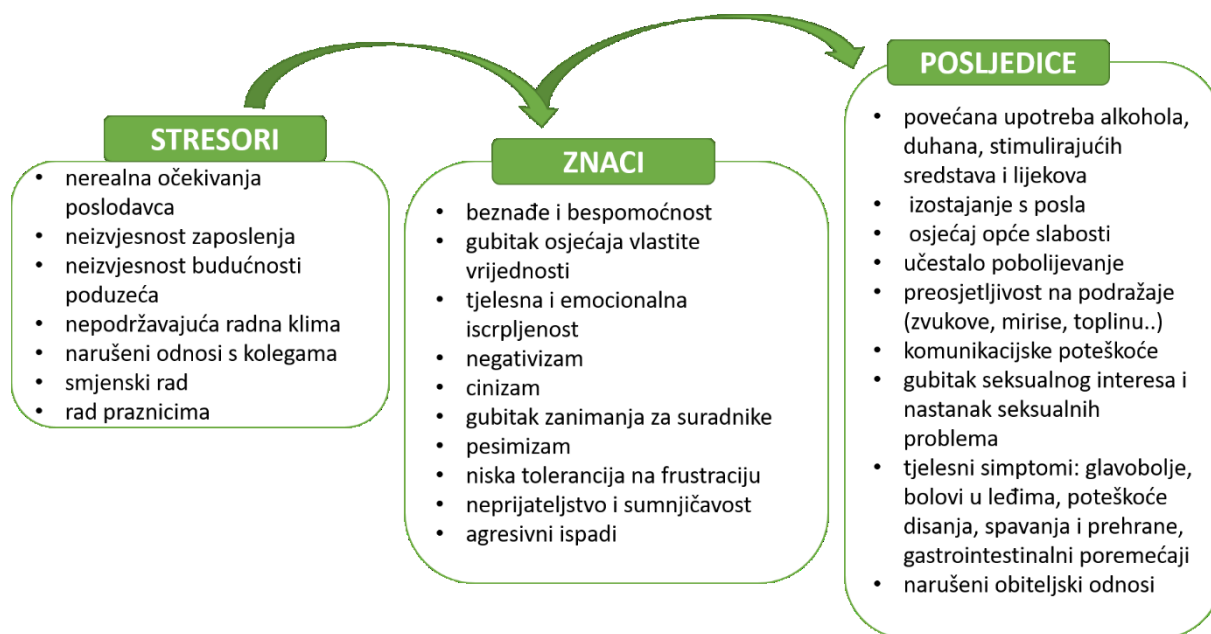 STRESORI
• nerealna očekivanja
poslodavca
• neizvjesnost zaposlenja
• neizvjesnost budućnosti
poduzeća
• nepodržavajuća radna klima
• narušeni odnosi s kolegama
• smjenski rad
• rad praznicima
ZNACI
• beznađe i bespomoćnost
• gubitak osjećaja vlastite
vrijednosti
• tjelesna i emocionalna
iscrpljenost
• negativizam
• cinizam
• gubitak zanimanja za suradnike
• pesimizam
• niska tolerancija na frustraciju
• neprijateljstvo i sumnjičavost
• agresivni ispadi
POSLJEDICE
• povećana upotreba alkohola,
duhana, stimulirajućih
sredstava i lijekova
• izostajanje s posla
• osjećaj opće slabosti
• učestalo pobolijevanje
• preosjetljivost na podražaje
(zvukove, mirise, toplinu..)
• komunikacijske poteškoće
• gubitak seksualnog interesa i
nastanak seksualnih
problema
• tjelesni simptomi: glavobolje,
bolovi u leđima, poteškoće
disanja, spavanja i prehrane,
gastrointestinalni poremećaji
• narušeni obiteljski odnosi